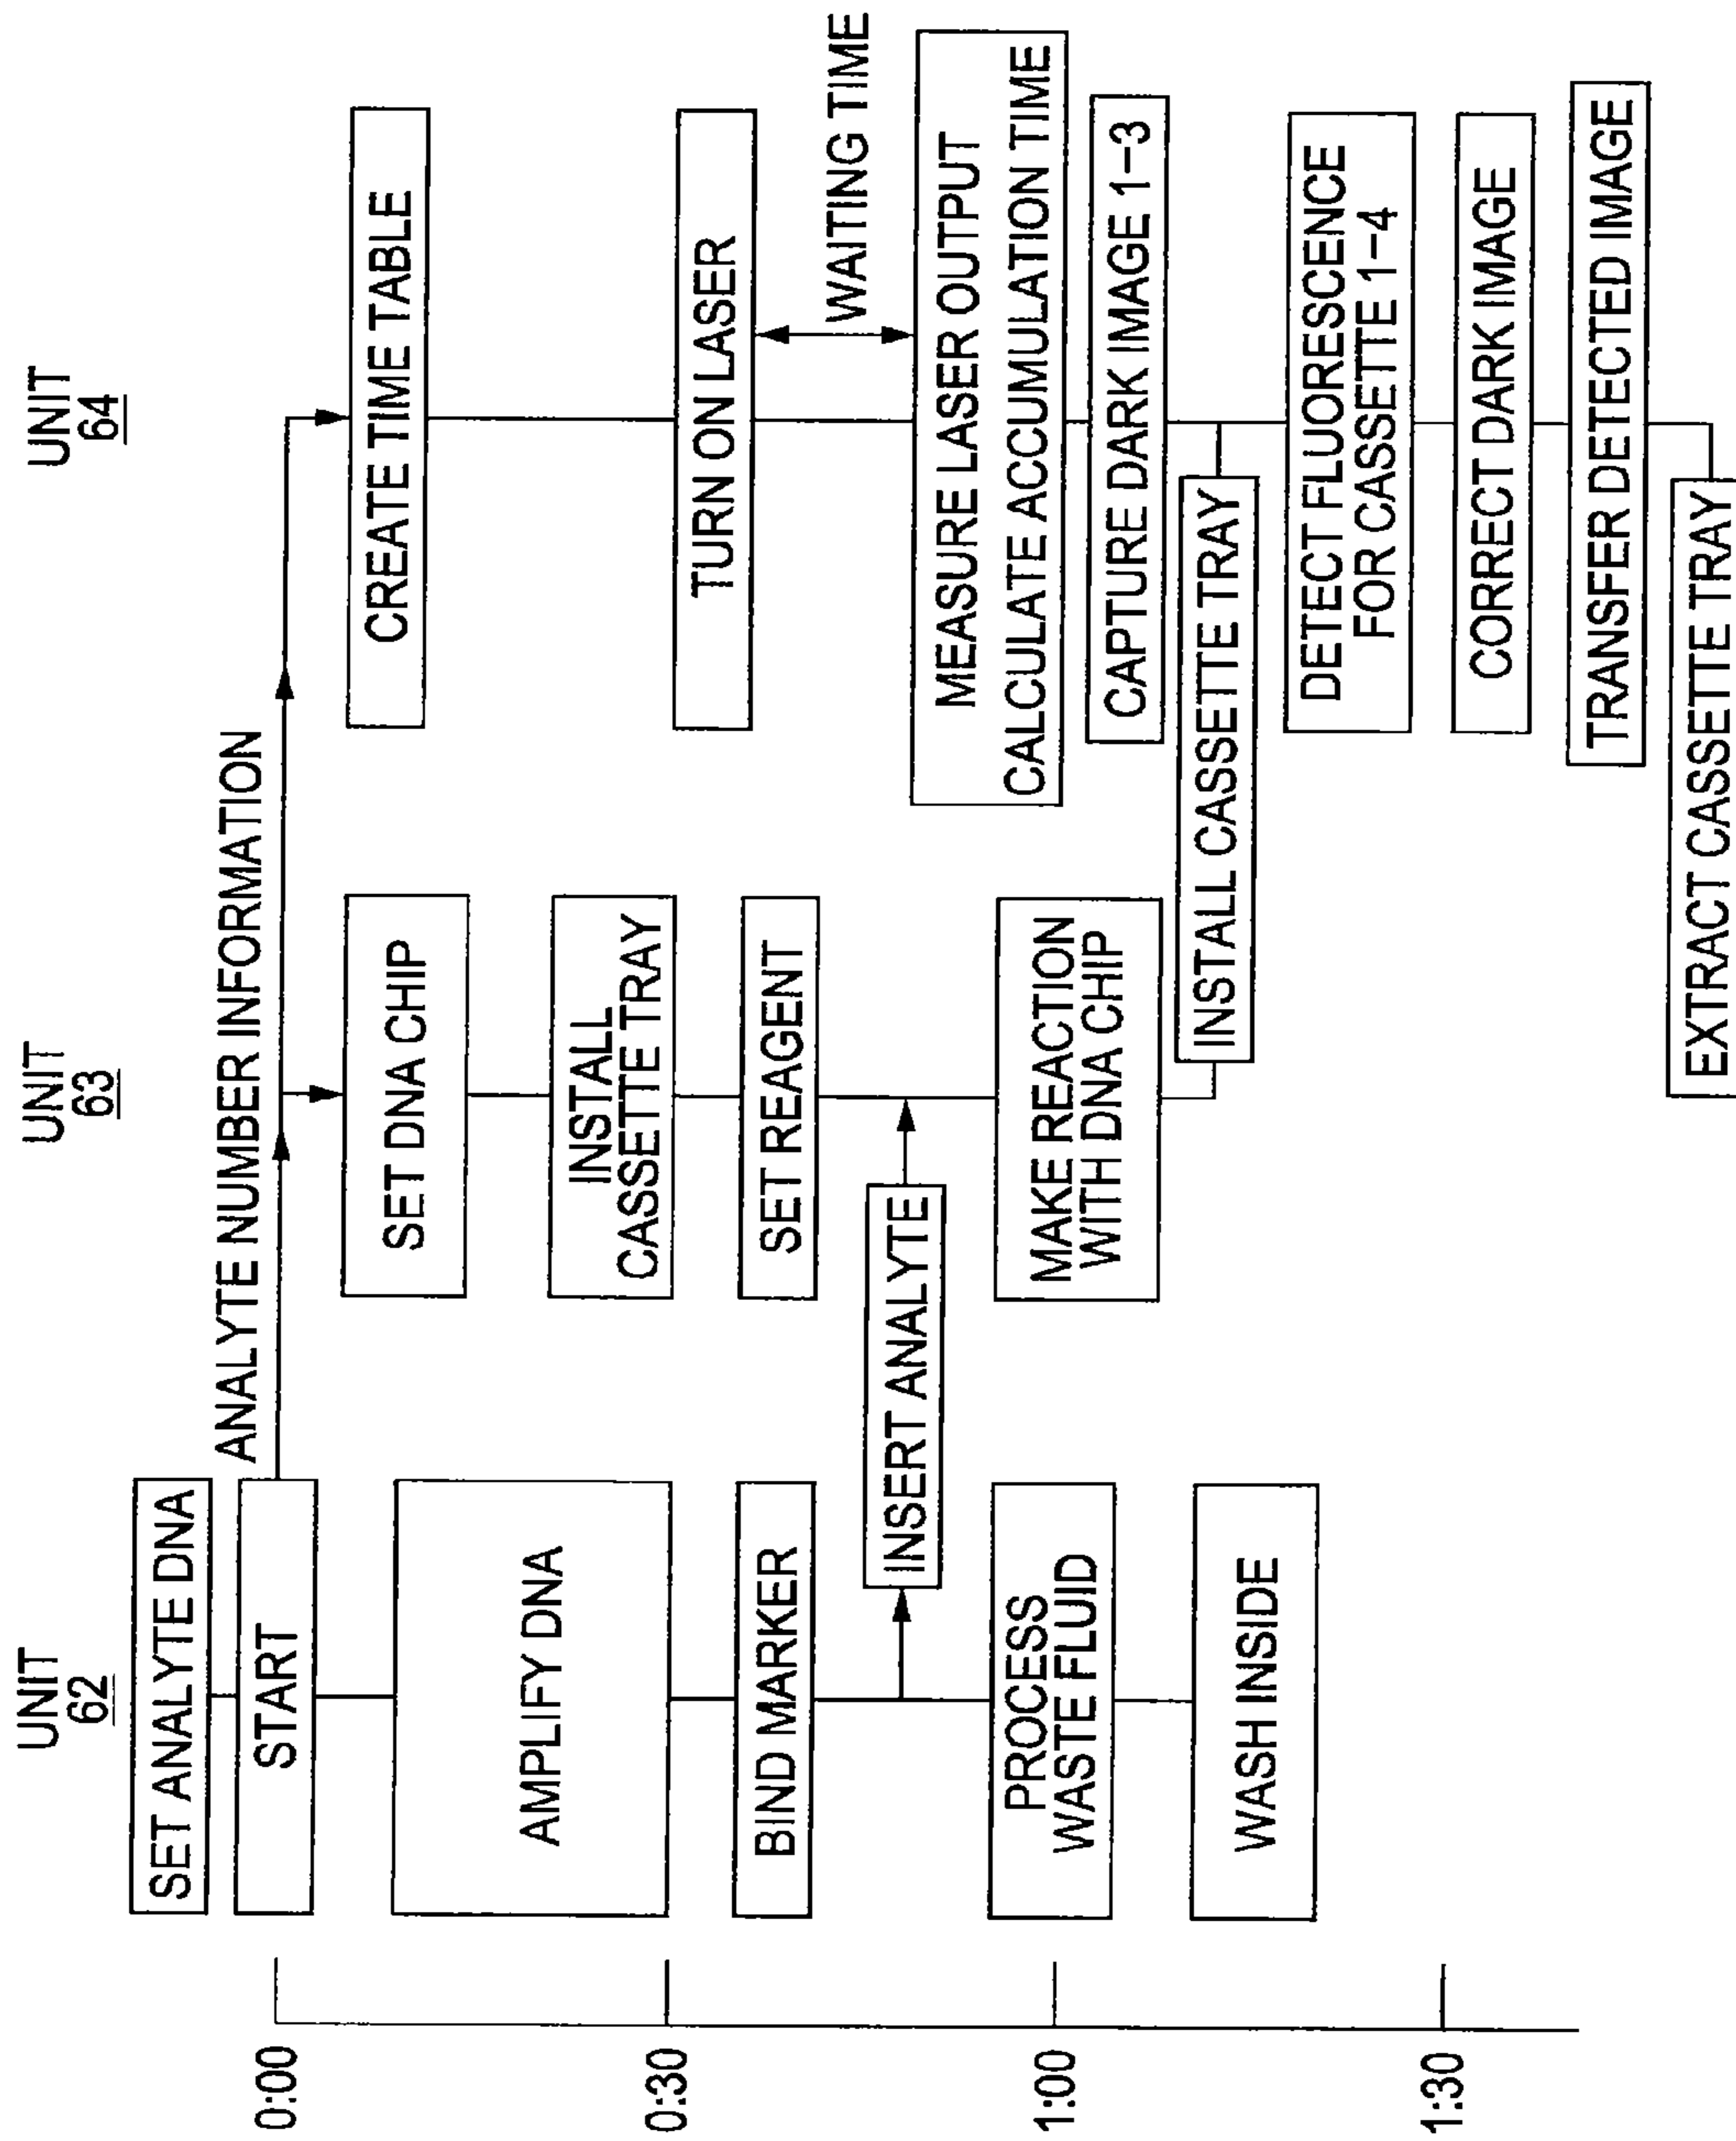 UNIT
62
UNIT
63
UNIT
64
0:00
0:30
1:00
1:30
SET ANALYTE DNA
START
AMPLIFY DNA
BIND MARKER
PROCESS
WASTE FLUID
WASH INSIDE
ANALYTE NUMBER INFORMATION
INSERT ANALYTE
SET DNA CHIP
INSTALL
CASSETTE TRAY
SET REAGENT
MAKE REACTION
WITH DNA CHIP
INSTALL CASSETTE TRAY
CREATE TIME TABLE
TURN ON LASER
WAITING TIME
MEASURE LASER OUTPUT
CALCULATE ACCUMULATION TIME
CAPTURE DARK IMAGE 1-3
DETECT FLUORESCENCE
FOR CASSETTE 1-4
CORRECT DARK IMAGE
TRANSFER DETECTED IMAGE
EXTRACT CASSETTE TRAY